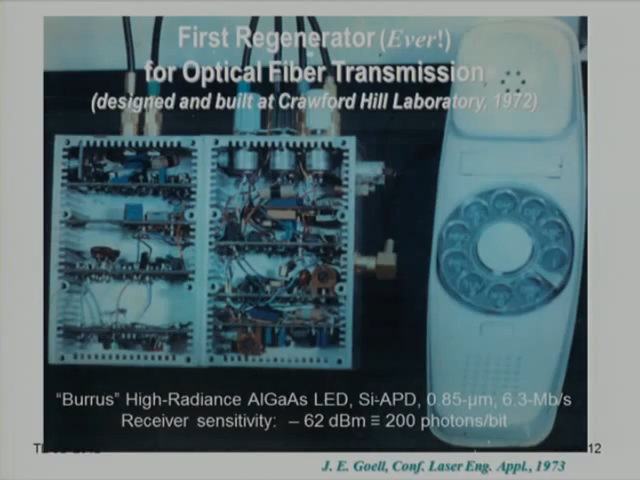 First Regenerator (Ever!)
for Optical Fiber Transmission
(designed and built at Crawford Hill Laboratory, 1972)
"Burrus" High-Radiance AlGaAs LED, Si-APD, 0.85-μm, 6.3-Mb/s
Receiver sensitivity: – 62 dBm ≡ 200 photons/bit
12
J. E. Goell, Conf. Laser Eng. Appl., 1973